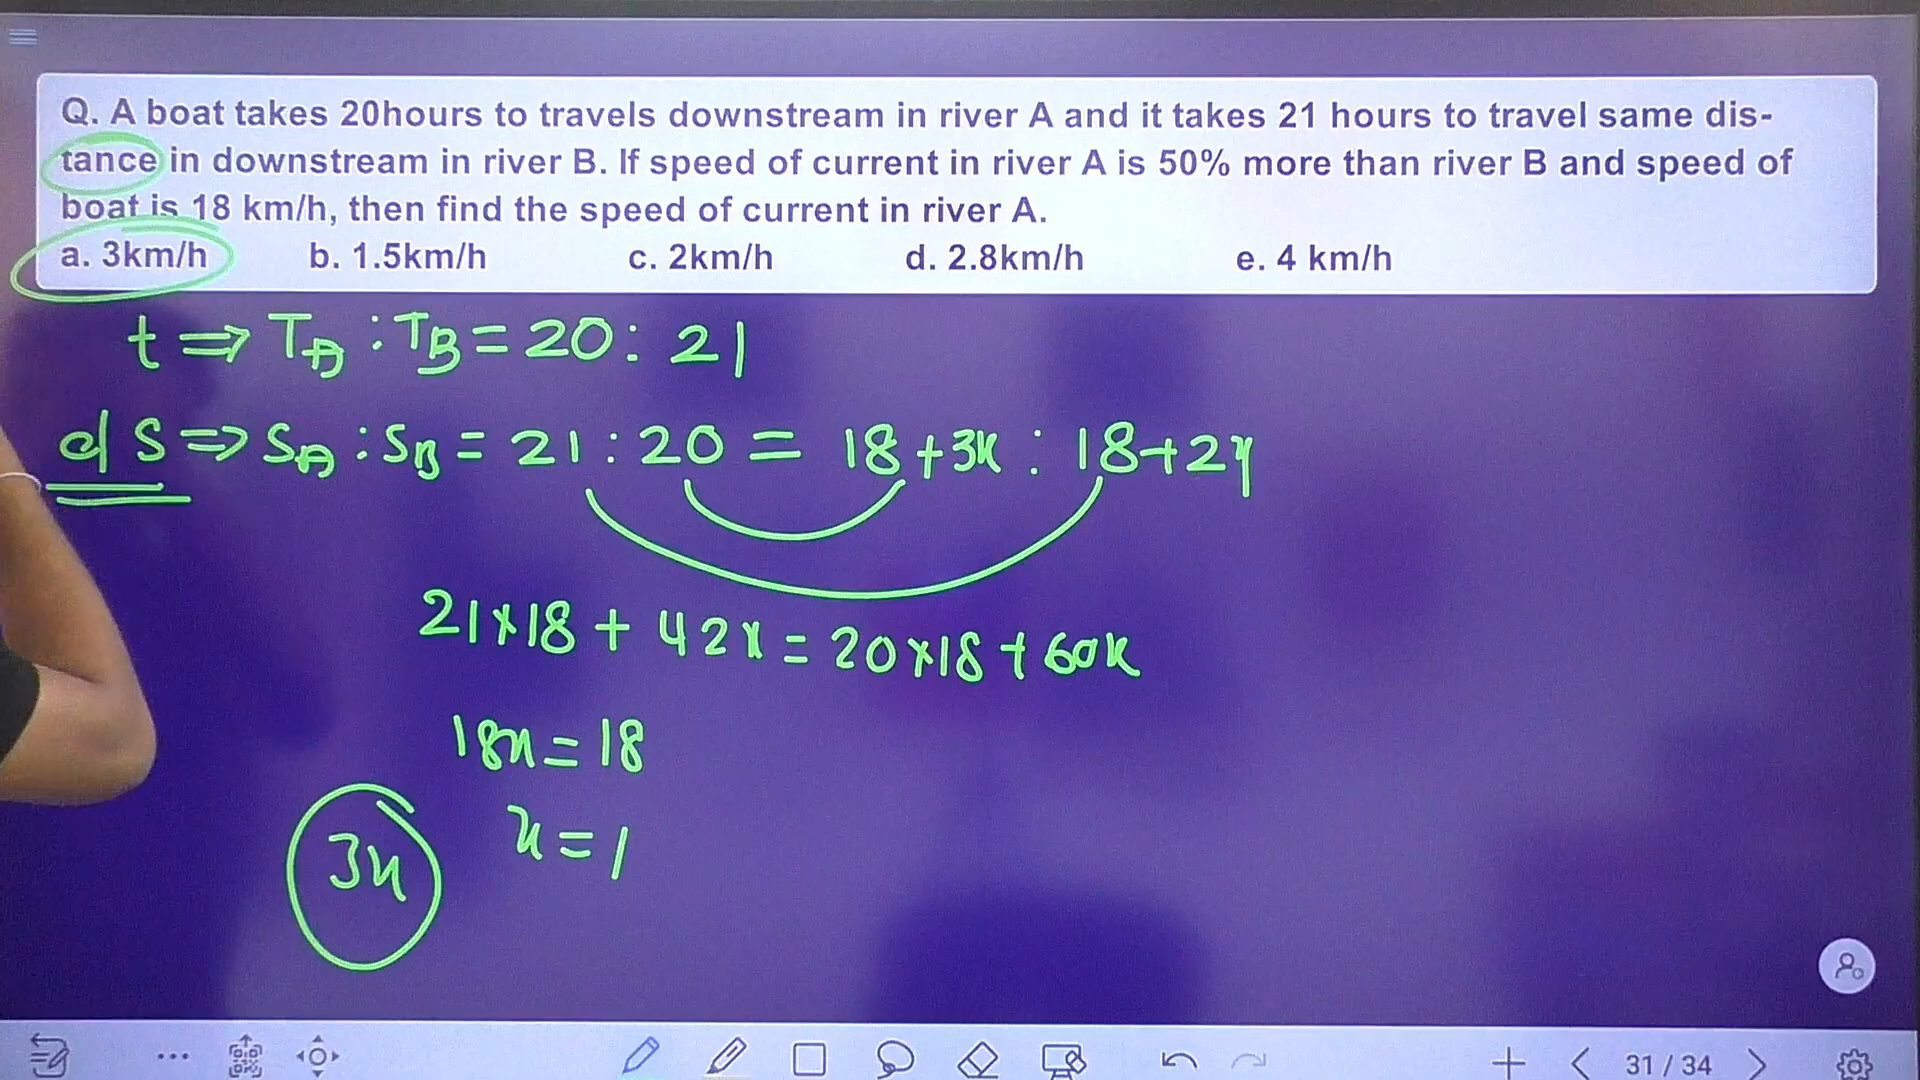 Q. A boat takes 20hours to travels downstream in river A and it takes 21 hours to travel same dis-
tance in downstream in river B. If speed of current in river A is 50% more than river B and speed of
boat is 18 km/h, then find the speed of current in river A.
a. 3km/h b. 1.5km/h c. 2km/h d. 2.8km/h e. 4 km/h
t ⇒ TA : TB = 20 : 21
d/s ⇒ SA : SB = 21 : 20 = 18+3x : 18+2x
21×18 + 42x = 20×18 + 60x
18x = 18
x = 1
3x
31 / 34